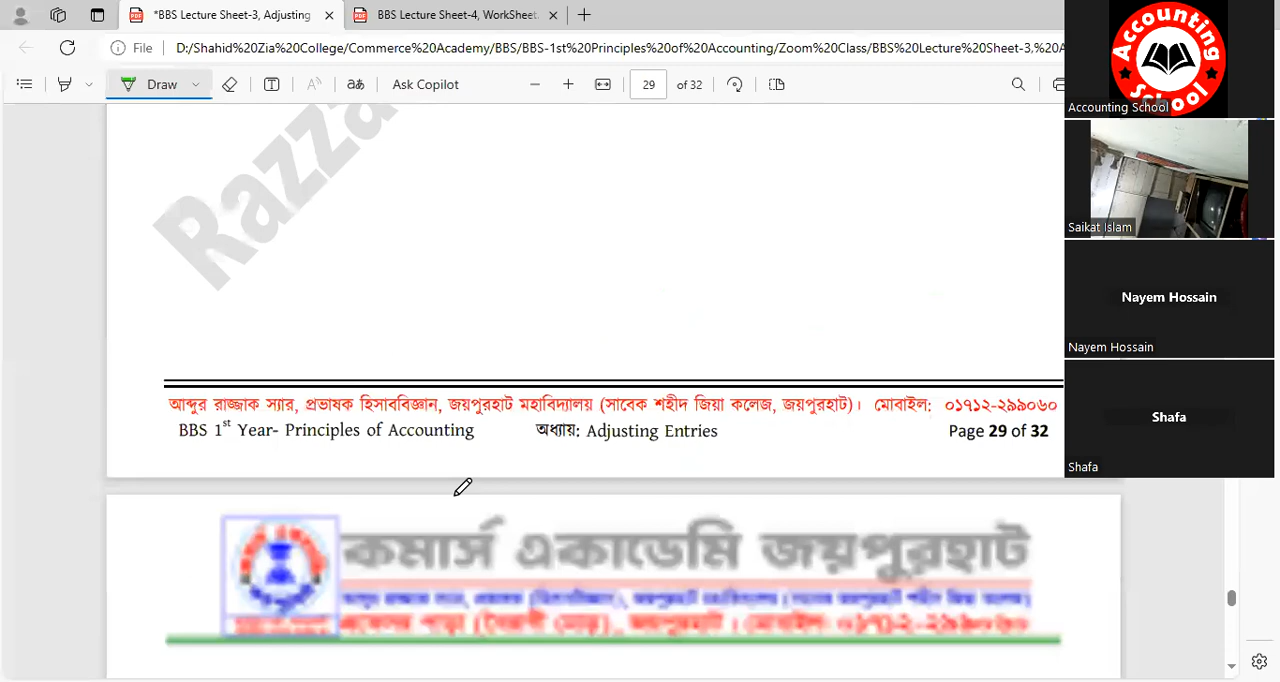 *BBS Lecture Sheet-3, Adjusting
BBS Lecture Sheet-4, WorkSheet.
File
D:/Shahid%20Zia%20College/Commerce%20Academy/BBS/BBS-1st%20Principles%20of%20Accounting/Zoom%20Class/BBS%20Lecture%20Sheet-3,%20A
Draw
Ask Copilot
29 of 32
Accounting School
Accounting School
Saikat Islam
Nayem Hossain
Nayem Hossain
Shafa
Shafa
Razza
আব্দুর রাজ্জাক স্যার, প্রভাষক হিসাববিজ্ঞান, জয়পুরহাট মহাবিদ্যালয় (সাবেক শহীদ জিয়া কলেজ, জয়পুরহাট)। মোবাইল: ০১৭১২-২৯৯০৬০
BBS 1st Year- Principles of Accounting অধ্যায়: Adjusting Entries Page 29 of 32
কমার্স একাডেমি জয়পুরহাট